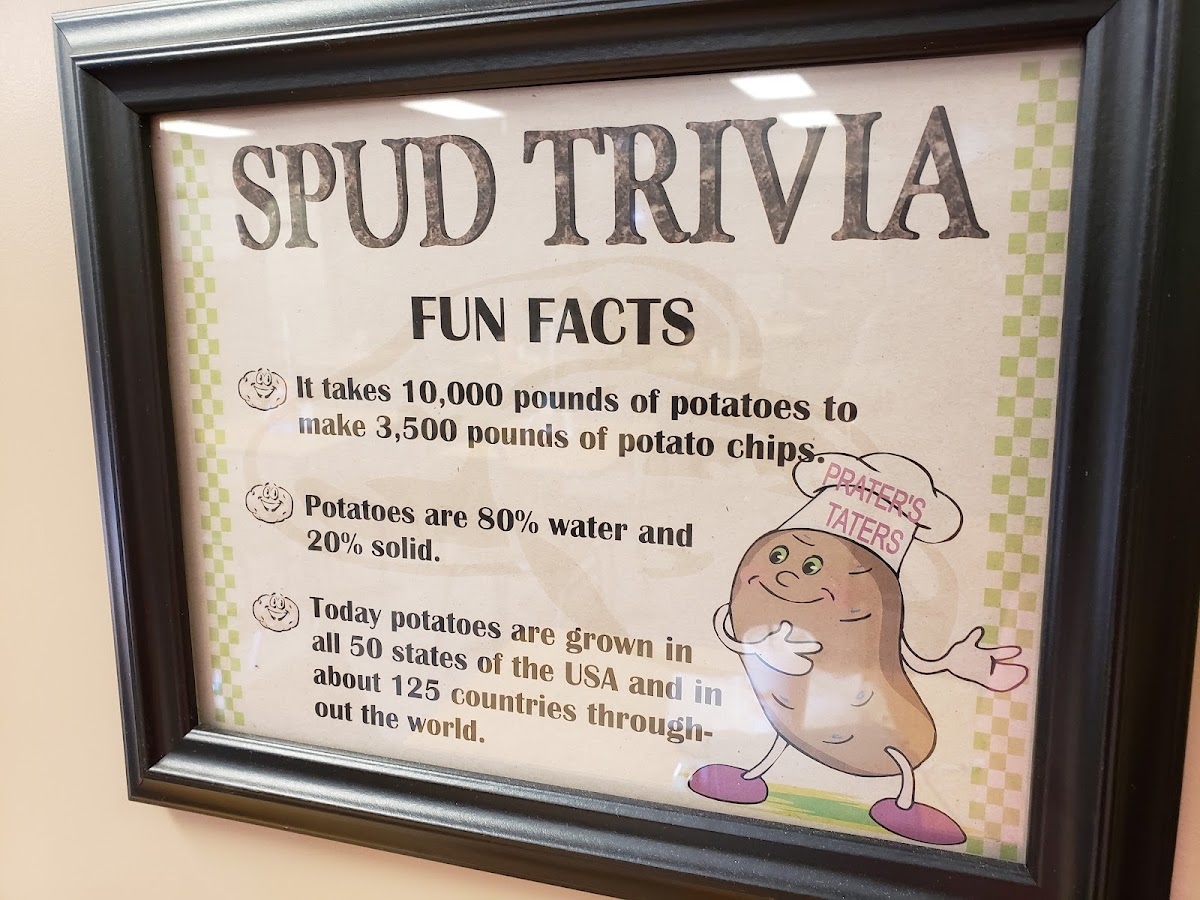 SPUD TRIVIA
FUN FACTS
It takes 10,000 pounds of potatoes to
make 3,500 pounds of potato chips.
Potatoes are 80% water and
20% solid.
Today potatoes are grown in
all 50 states of the USA and in
about 125 countries through-
out the world.
PRATER'S
TATERS